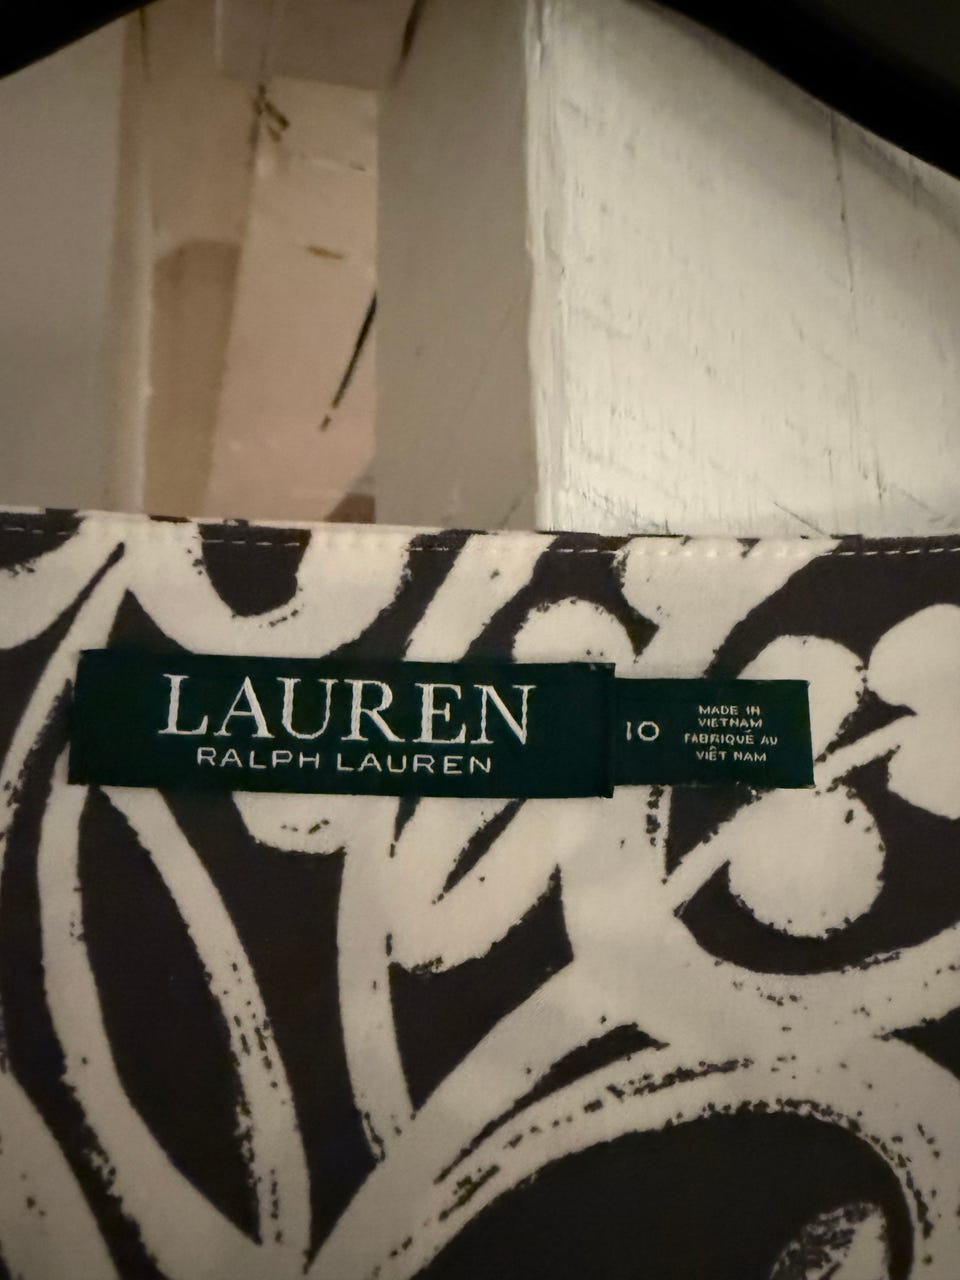 LAUREN
RALPH LAUREN
10
MADE IN
VIETNAM
FABRIQUÉ AU
VIÊT NAM